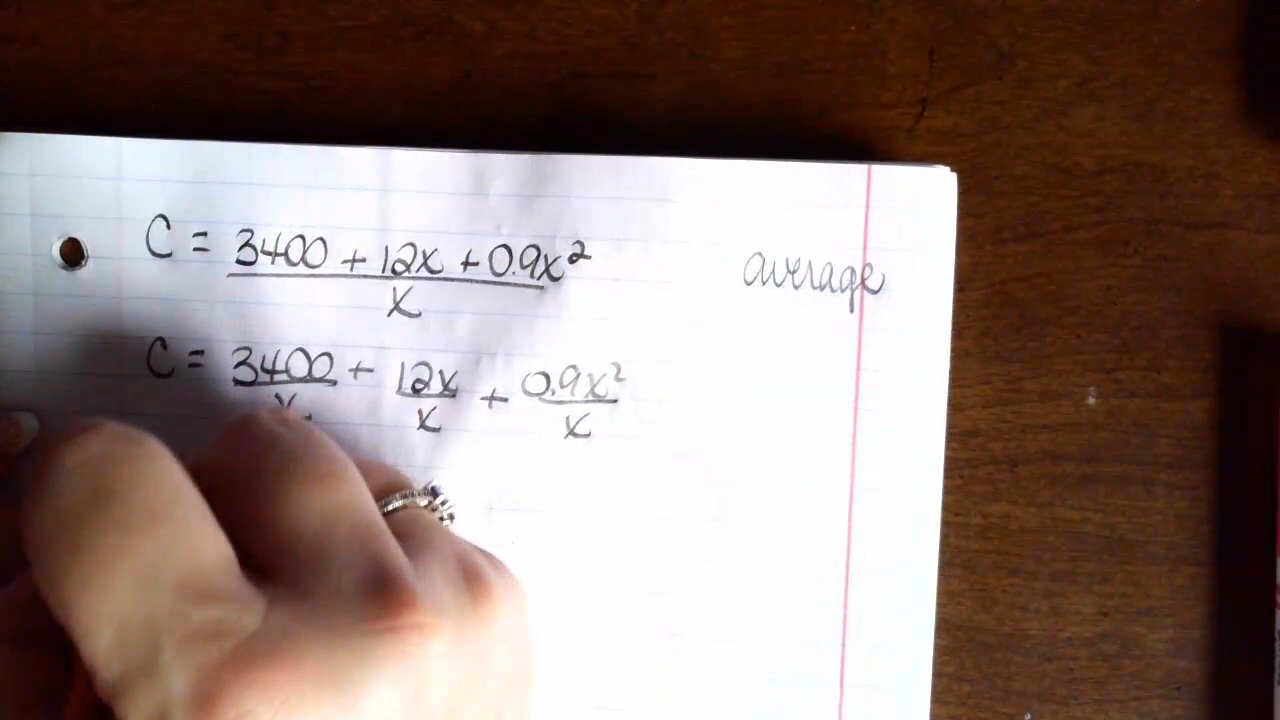 C = (3400 + 12x + 0.9x²)/x
average
C = 3400/x + 12x/x + 0.9x²/x